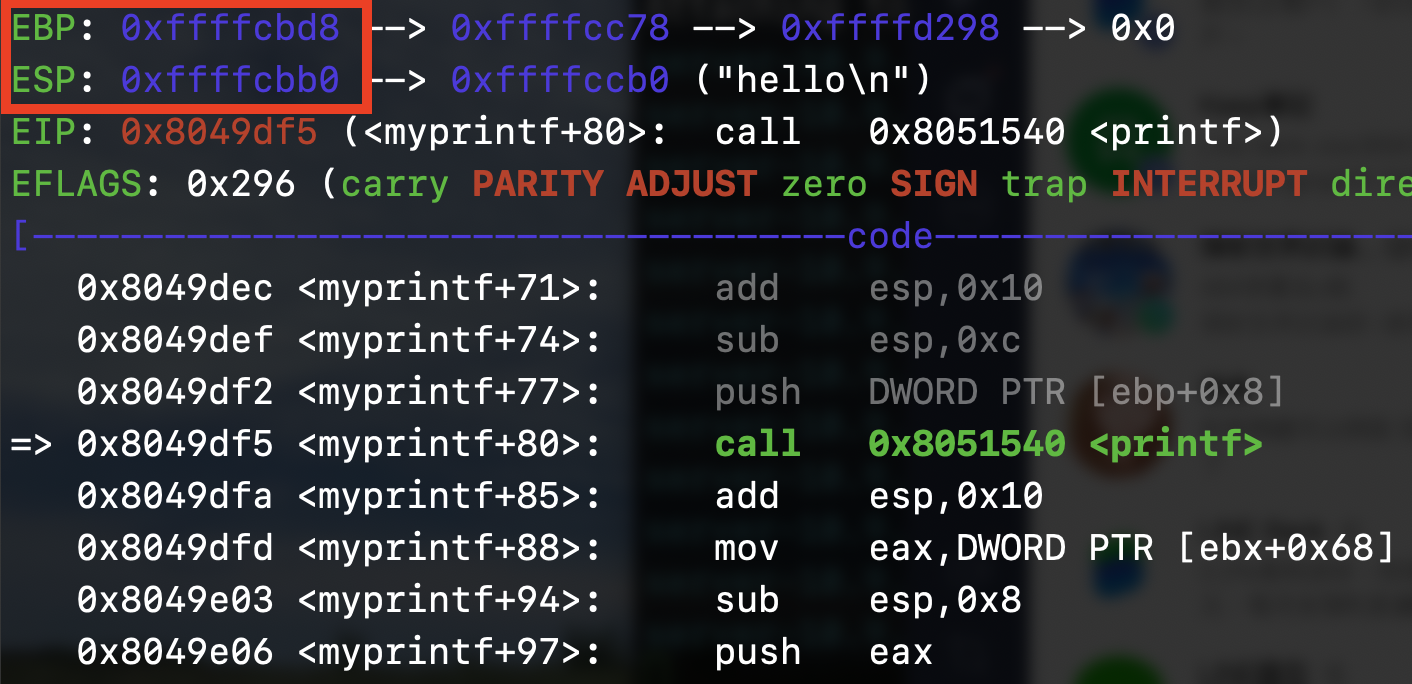 EBP: 0xffffcbd8 --> 0xffffcc78 --> 0xffffd298 --> 0x0
ESP: 0xffffcbb0 --> 0xffffccb0 ("hello\n")
EIP: 0x8049df5 (<myprintf+80>: call 0x8051540 <printf>)
EFLAGS: 0x296 (carry PARITY ADJUST zero SIGN trap INTERRUPT dire
[-------------------------------------code---------------------
0x8049dec <myprintf+71>: add esp,0x10
0x8049def <myprintf+74>: sub esp,0xc
0x8049df2 <myprintf+77>: push DWORD PTR [ebp+0x8]
=> 0x8049df5 <myprintf+80>: call 0x8051540 <printf>
0x8049dfa <myprintf+85>: add esp,0x10
0x8049dfd <myprintf+88>: mov eax,DWORD PTR [ebx+0x68]
0x8049e03 <myprintf+94>: sub esp,0x8
0x8049e06 <myprintf+97>: push eax